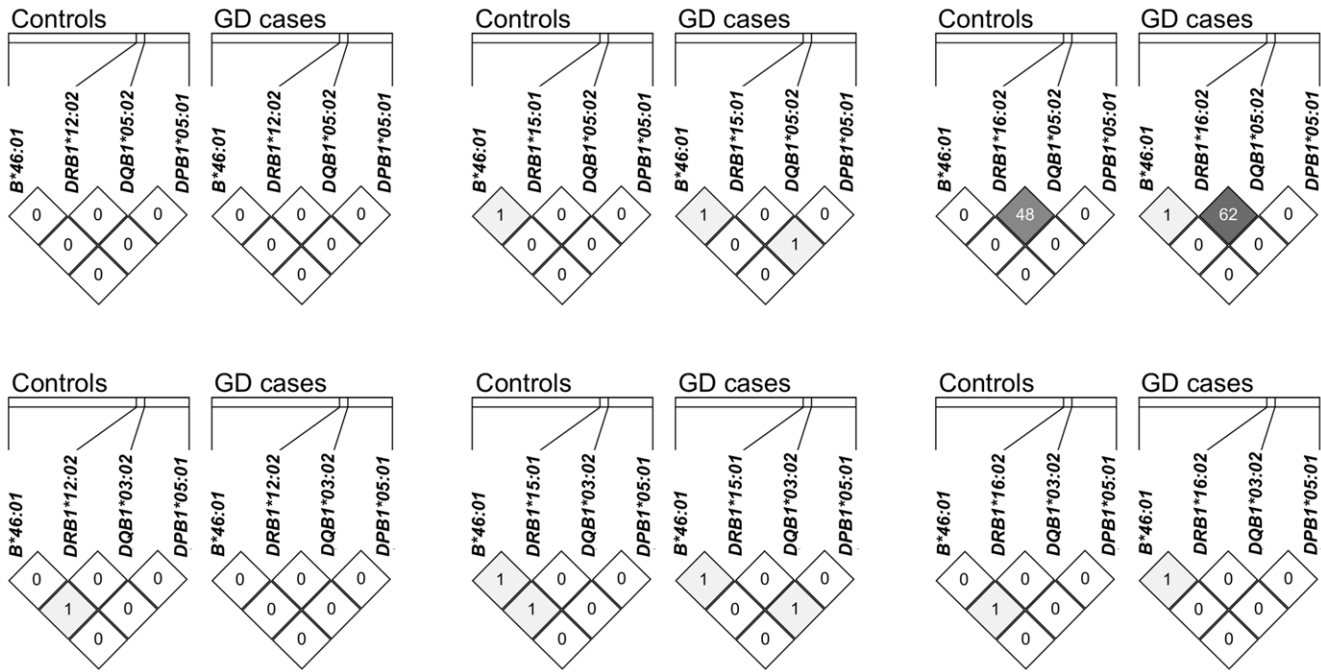 Controls GD cases Controls GD cases Controls GD cases
B*46:01 DRB1*12:02 DQB1*05:02 DPB1*05:01 B*46:01 DRB1*12:02 DQB1*05:02 DPB1*05:01 B*46:01 DRB1*15:01 DQB1*05:02 DPB1*05:01 B*46:01 DRB1*15:01 DQB1*05:02 DPB1*05:01 B*46:01 DRB1*16:02 DQB1*05:02 DPB1*05:01 B*46:01 DRB1*16:02 DQB1*05:02 DPB1*05:01
0 0 0 0 0 0 1 0 0 1 0 0 0 48 0 1 62 0
0 0 0 0 0 0 0 1 0 0 0 0
0 0 0 0 0 0
Controls GD cases Controls GD cases Controls GD cases
B*46:01 DRB1*12:02 DQB1*03:02 DPB1*05:01 B*46:01 DRB1*12:02 DQB1*03:02 DPB1*05:01 B*46:01 DRB1*15:01 DQB1*03:02 DPB1*05:01 B*46:01 DRB1*15:01 DQB1*03:02 DPB1*05:01 B*46:01 DRB1*16:02 DQB1*03:02 DPB1*05:01 B*46:01 DRB1*16:02 DQB1*03:02 DPB1*05:01
0 0 0 0 0 0 1 0 0 1 0 0 0 0 0 1 0 0
1 0 0 0 1 0 0 1 1 0 0 0
0 0 0 0 0 0